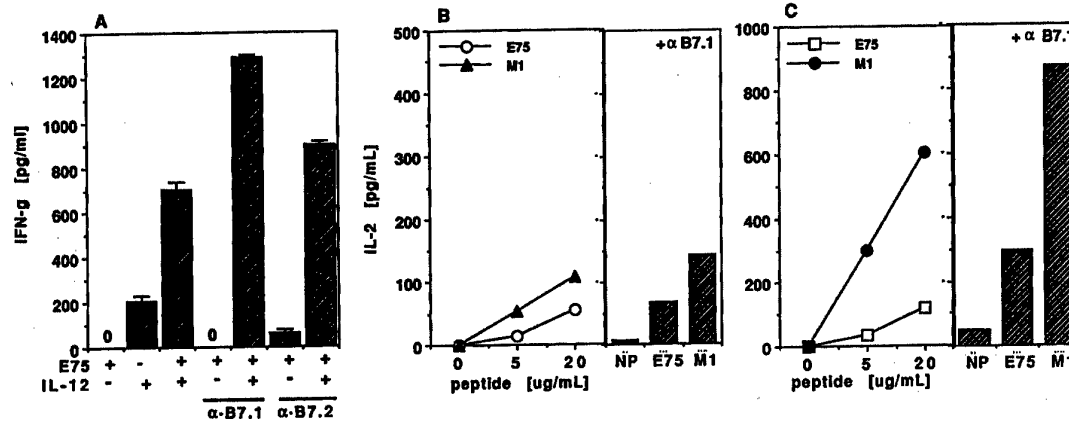 A
1400
1200
1000
800
600
400
200
0
IFN-g [pg/ml]
0
0
E75 + - + + + + +
IL-12 - + + - + - +
α-B7.1 α-B7.2
B
500
400
300
200
100
0
IL-2 [pg/mL]
E75
M1
+α B7.1
0 5 20
peptide [ug/mL]
NP E75 M1
C
1000
800
600
400
200
0
E75
M1
+α B7.1
0 5 20
peptide [ug/mL]
NP E75 M1